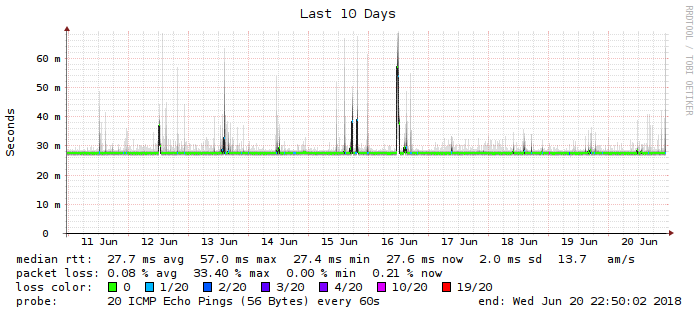 Last 10 Days
RRDTOOL / TOBI OETIKER
Seconds
60 m
50 m
40 m
30 m
20 m
10 m
0
11 Jun 12 Jun 13 Jun 14 Jun 15 Jun 16 Jun 17 Jun 18 Jun 19 Jun 20 Jun
median rtt: 27.7 ms avg 57.0 ms max 27.4 ms min 27.6 ms now 2.0 ms sd 13.7 am/s
packet loss: 0.08 % avg 33.40 % max 0.00 % min 0.21 % now
loss color: 0 1/20 2/20 3/20 4/20 10/20 19/20
probe: 20 ICMP Echo Pings (56 Bytes) every 60s end: Wed Jun 20 22:50:02 2018